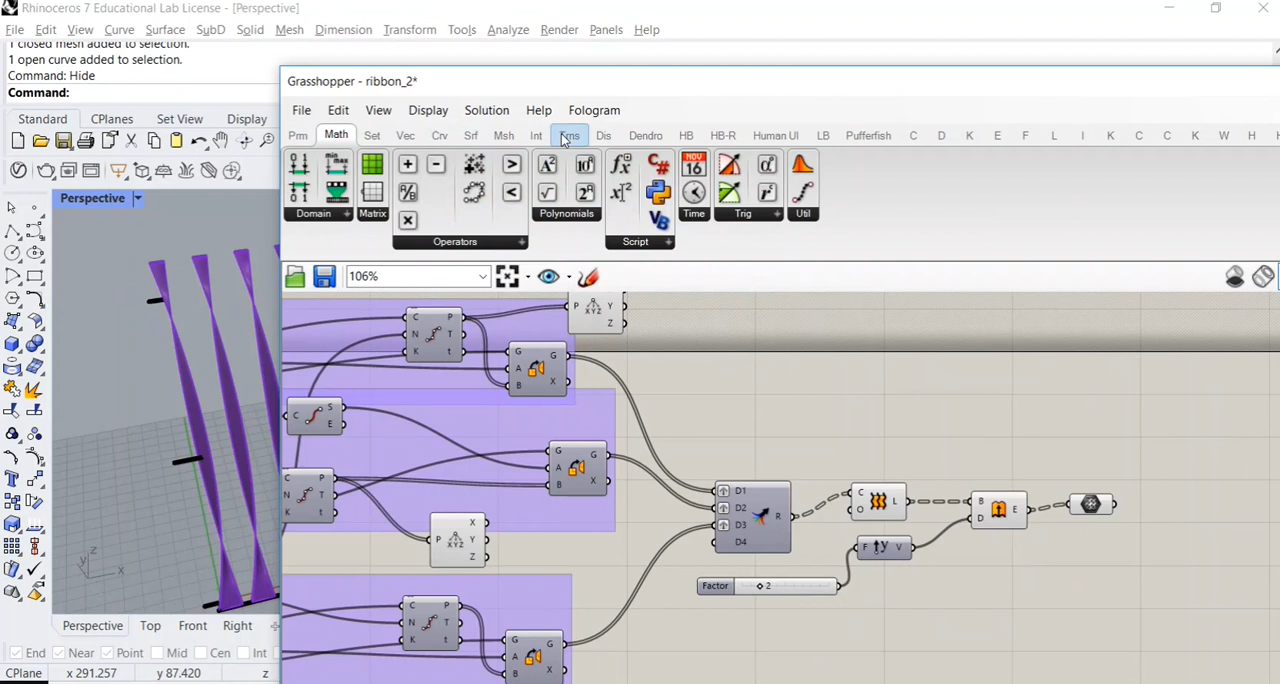 Rhinoceros 7 Educational Lab License - [Perspective]
File Edit View Curve Surface SubD Solid Mesh Dimension Transform Tools Analyze Render Panels Help
1 closed mesh added to selection.
1 open curve added to selection.
Command: Hide
Command:
Standard CPlanes Set View Display
Perspective
Grasshopper - ribbon_2*
File Edit View Display Solution Help Fologram
Prm Math Set Vec Crv Srf Msh Int Trns Dis Dendro HB HB-R Human UI LB Pufferfish C D K E F D L I C C K W H
Domain Matrix Operators Polynomials Script Time Trig Util
106%
C N K P T t
P X Y Z
G A B G X
C S E
G A B G X
N K P T t
P X Y Z
D1 D2 D3 D4 R
C O L
B D E
F V
Factor 2
C N K P T t
G A B G X
z x
Perspective Top Front Right
End Near Point Mid Cen Int
CPlane x 291.257 y 87.420 z